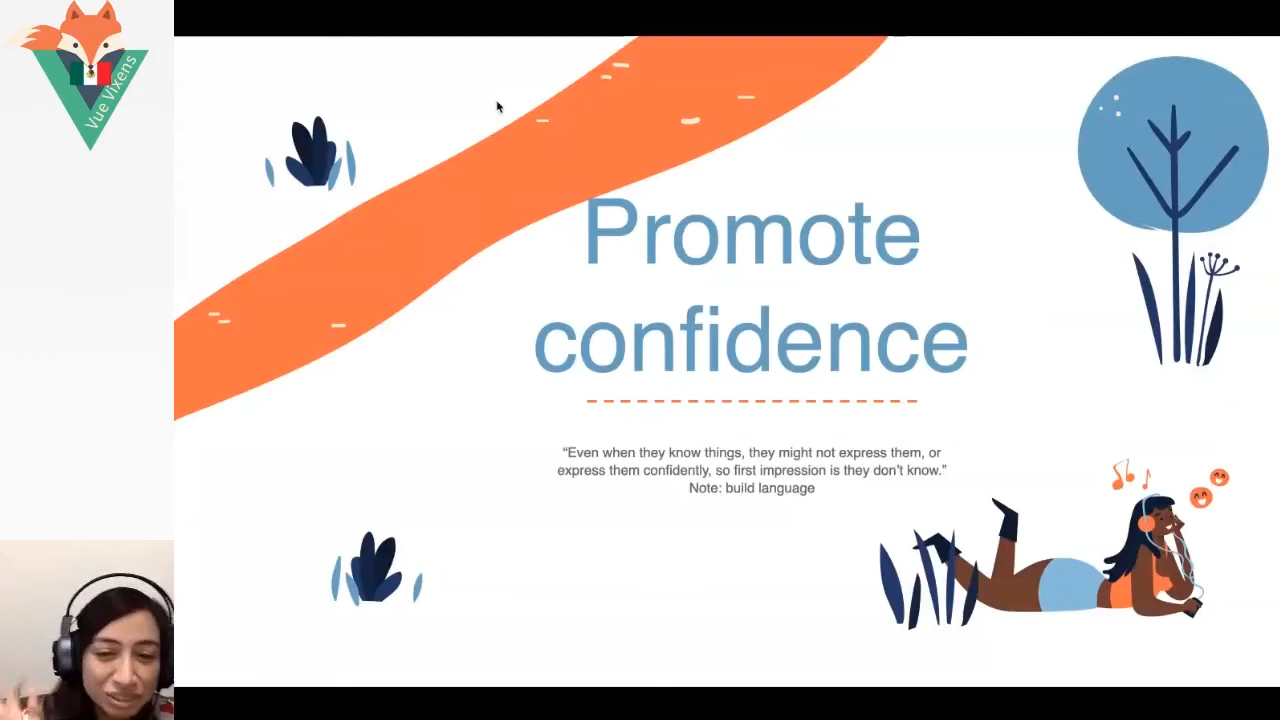 Vue Vixens
Promote
confidence
“Even when they know things, they might not express them, or
express them confidently, so first impression is they don’t know.”
Note: build language